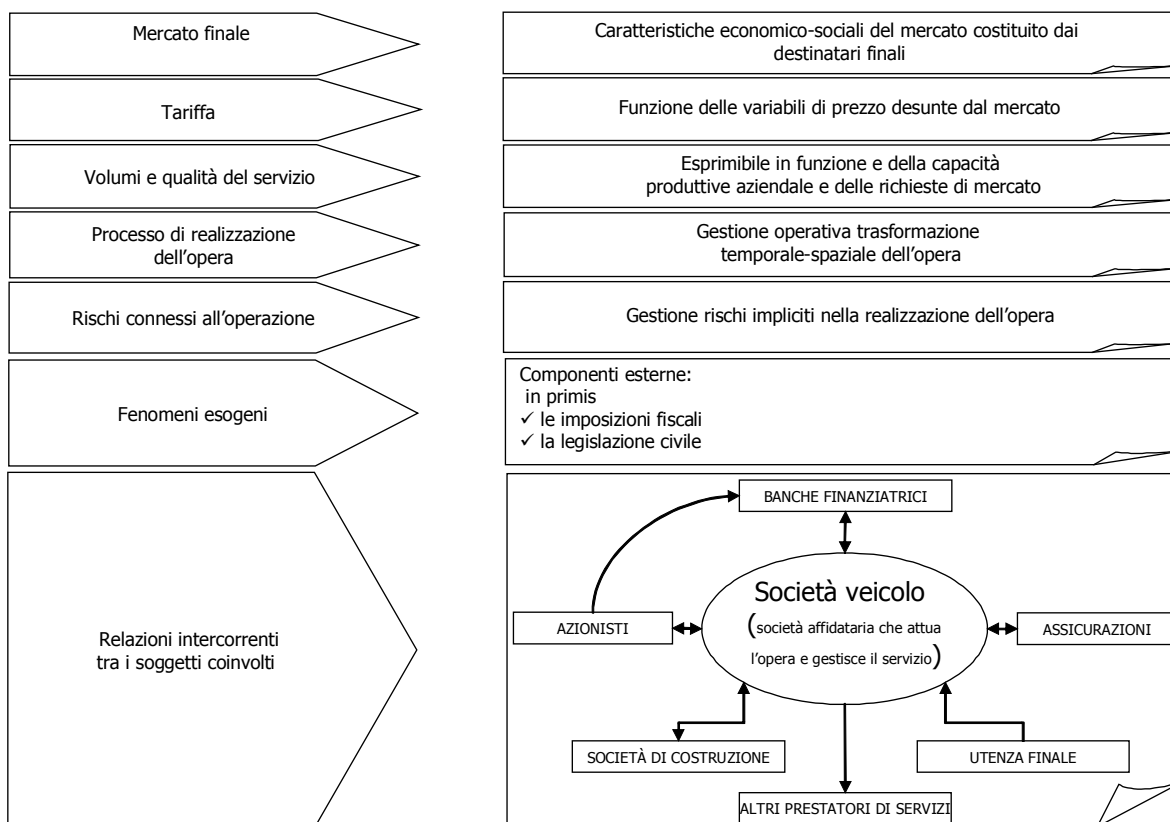 Mercato finale
Caratteristiche economico-sociali del mercato costituito dai
destinatari finali
Tariffa
Funzione delle variabili di prezzo desunte dal mercato
Volumi e qualità del servizio
Esprimibile in funzione e della capacità
produttive aziendale e delle richieste di mercato
Processo di realizzazione
dell'opera
Gestione operativa trasformazione
temporale-spaziale dell'opera
Rischi connessi all'operazione
Gestione rischi impliciti nella realizzazione dell'opera
Fenomeni esogeni
Componenti esterne:
in primis
✓ le imposizioni fiscali
✓ la legislazione civile
Relazioni intercorrenti
tra i soggetti coinvolti
BANCHE FINANZIATRICI
Società veicolo
(società affidataria che attua
l'opera e gestisce il servizio)
AZIONISTI
ASSICURAZIONI
SOCIETÀ DI COSTRUZIONE
UTENZA FINALE
ALTRI PRESTATORI DI SERVIZI